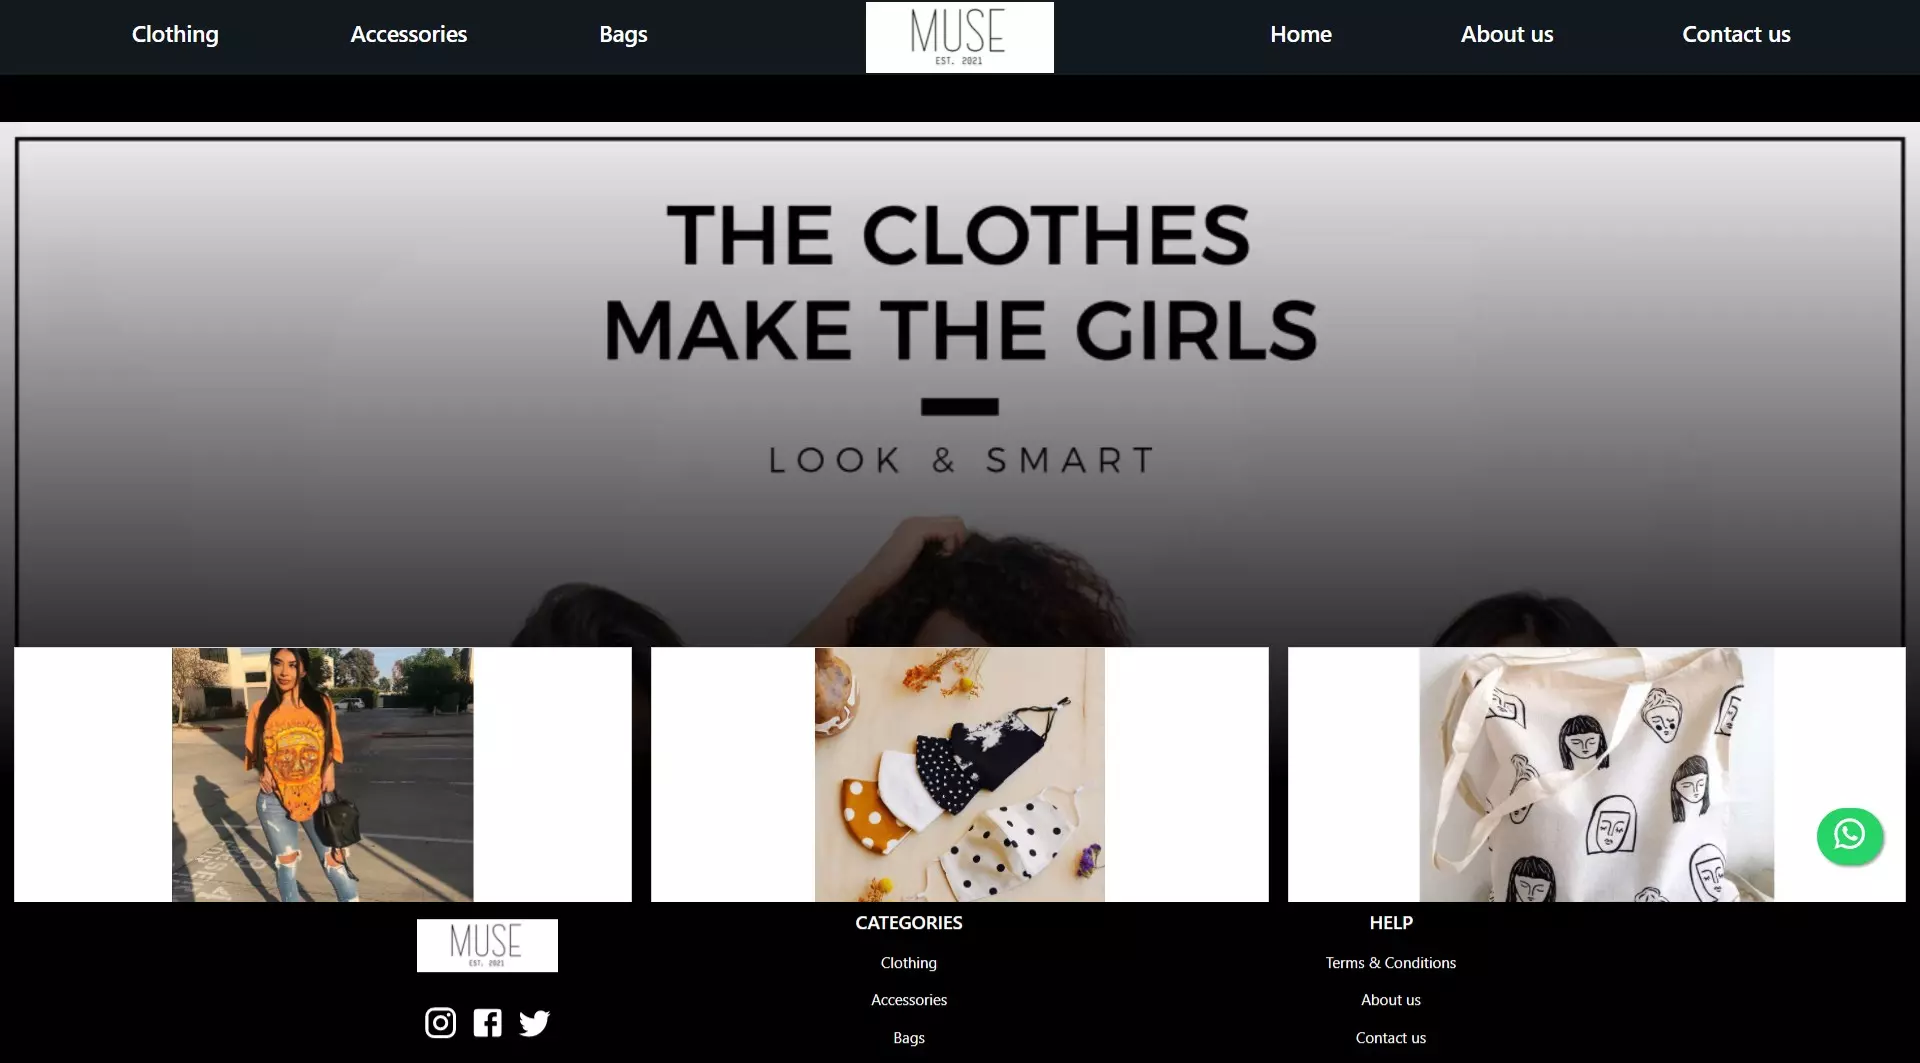 Clothing
Accessories
Bags
MUSE
EST. 2021
Home
About us
Contact us
THE CLOTHES
MAKE THE GIRLS
LOOK & SMART
MUSE
EST. 2021
CATEGORIES
Clothing
Accessories
Bags
HELP
Terms & Conditions
About us
Contact us